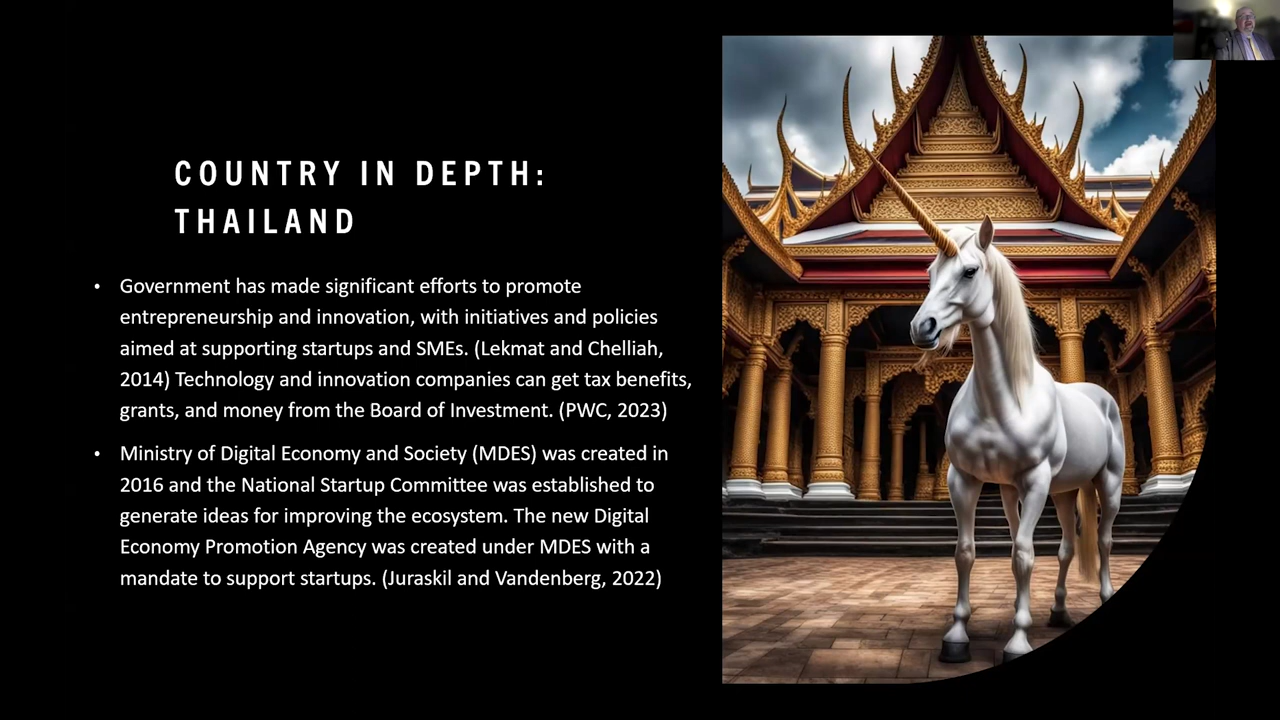 COUNTRY IN DEPTH:
THAILAND
• Government has made significant efforts to promote
entrepreneurship and innovation, with initiatives and policies
aimed at supporting startups and SMEs. (Lekmat and Chelliah,
2014) Technology and innovation companies can get tax benefits,
grants, and money from the Board of Investment. (PWC, 2023)
• Ministry of Digital Economy and Society (MDES) was created in
2016 and the National Startup Committee was established to
generate ideas for improving the ecosystem. The new Digital
Economy Promotion Agency was created under MDES with a
mandate to support startups. (Juraskil and Vandenberg, 2022)